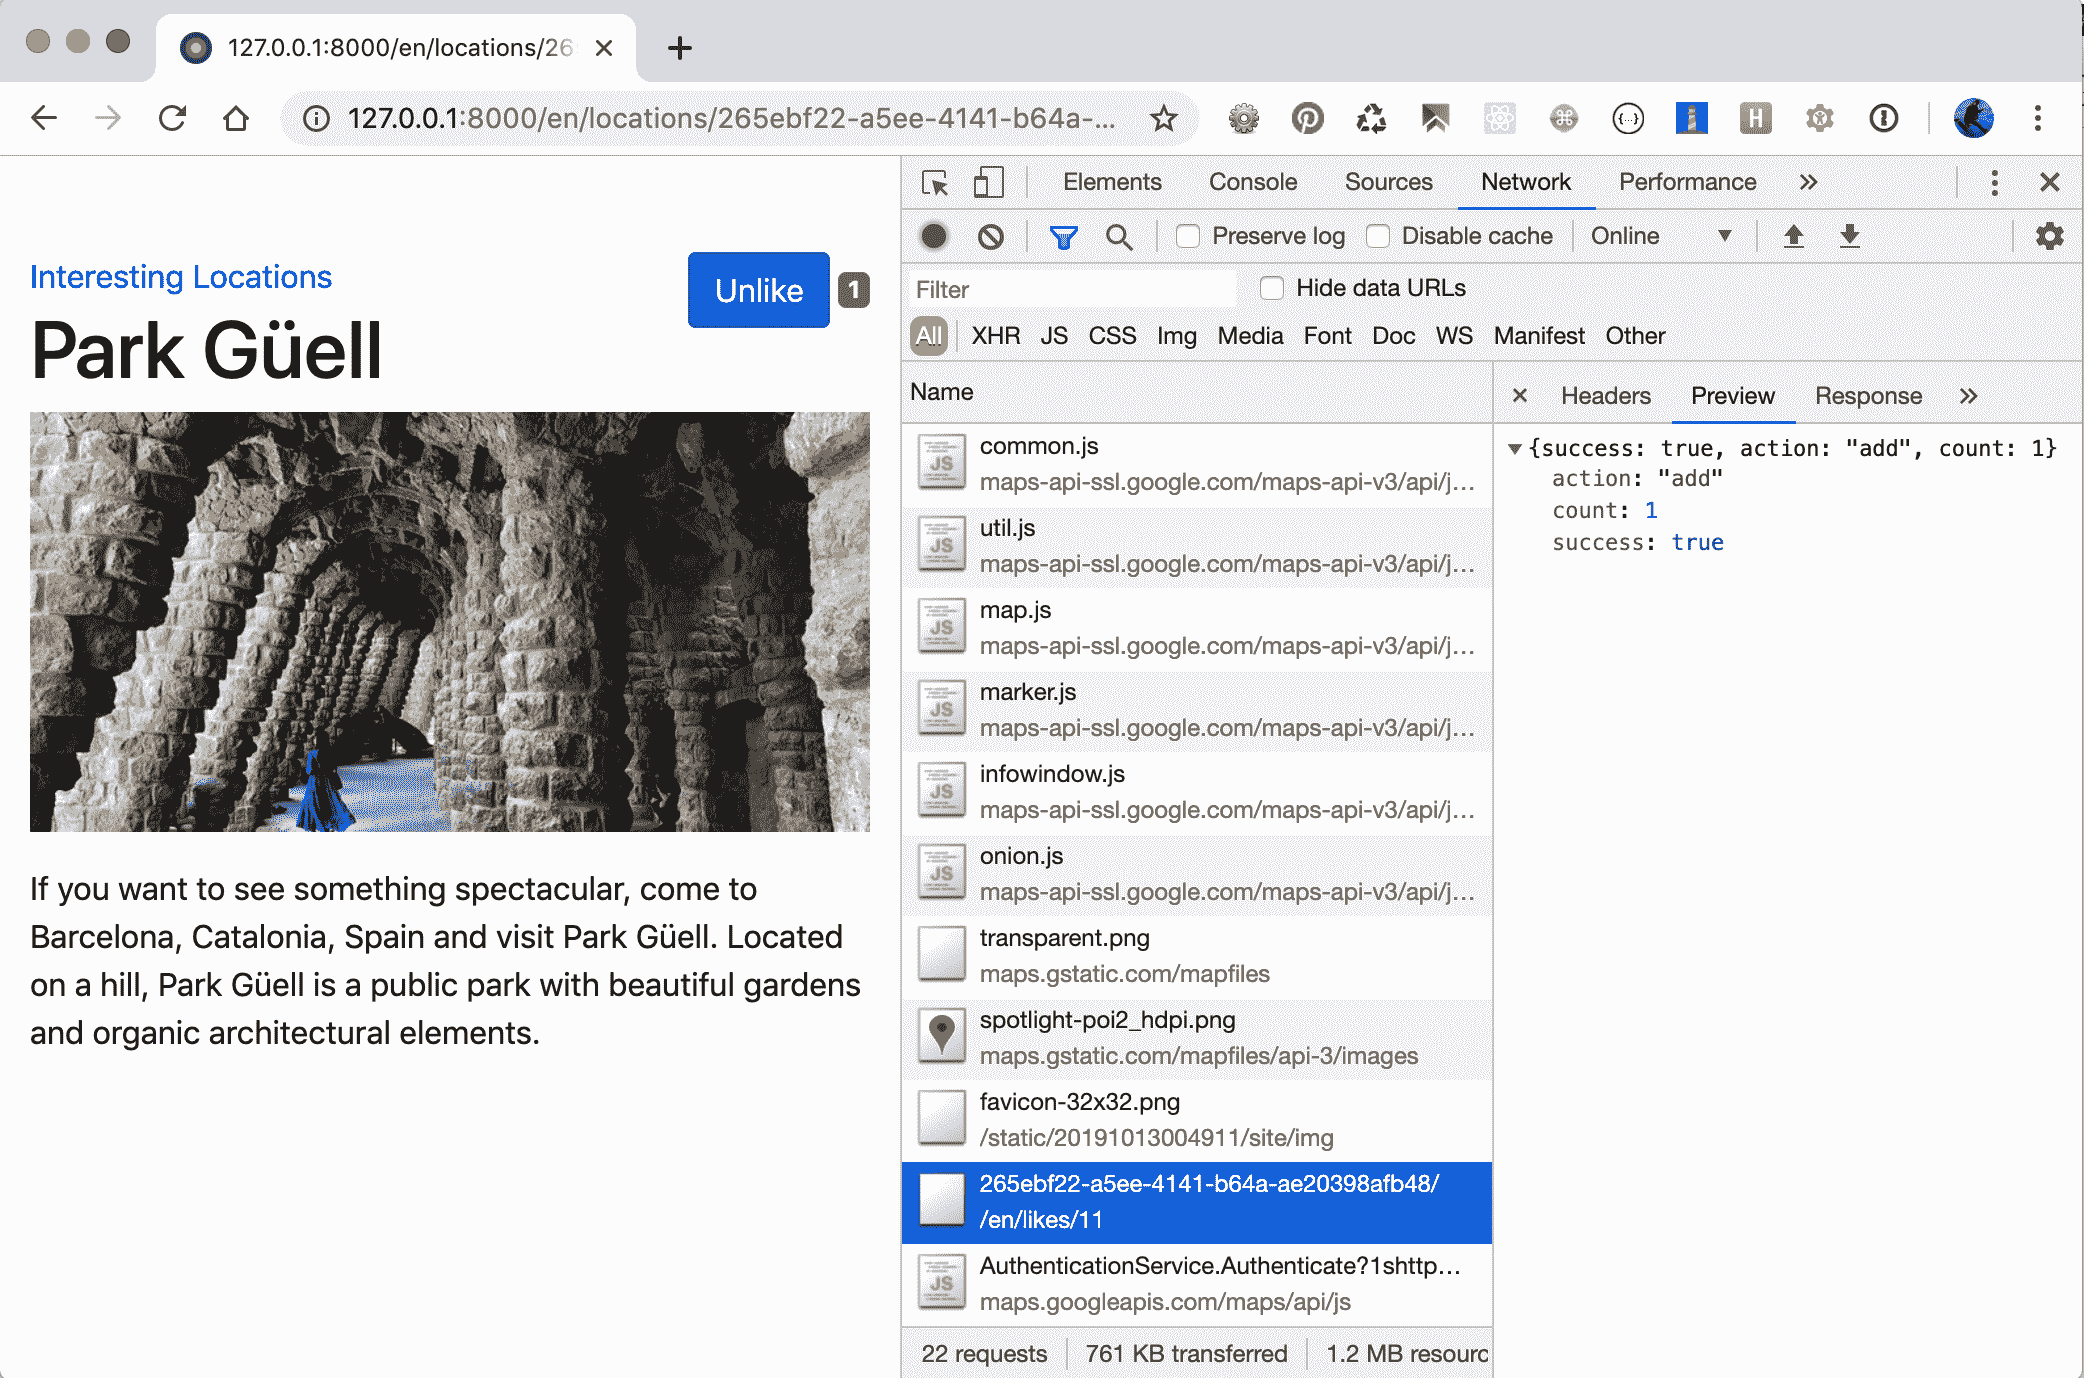 127.0.0.1:8000/en/locations/26
127.0.0.1:8000/en/locations/265ebf22-a5ee-4141-b64a-...
Interesting Locations
Unlike 1
Park Güell
If you want to see something spectacular, come to
Barcelona, Catalonia, Spain and visit Park Güell. Located
on a hill, Park Güell is a public park with beautiful gardens
and organic architectural elements.
Elements Console Sources Network Performance »
Preserve log Disable cache Online
Filter Hide data URLs
All XHR JS CSS Img Media Font Doc WS Manifest Other
Name
common.js
maps-api-ssl.google.com/maps-api-v3/api/j...
util.js
maps-api-ssl.google.com/maps-api-v3/api/j...
map.js
maps-api-ssl.google.com/maps-api-v3/api/j...
marker.js
maps-api-ssl.google.com/maps-api-v3/api/j...
infowindow.js
maps-api-ssl.google.com/maps-api-v3/api/j...
onion.js
maps-api-ssl.google.com/maps-api-v3/api/j...
transparent.png
maps.gstatic.com/mapfiles
spotlight-poi2_hdpi.png
maps.gstatic.com/mapfiles/api-3/images
favicon-32x32.png
/static/20191013004911/site/img
265ebf22-a5ee-4141-b64a-ae20398afb48/
/en/likes/11
AuthenticationService.Authenticate?1shttp...
maps.googleapis.com/maps/api/js
22 requests 761 KB transferred 1.2 MB resourc
Headers Preview Response »
{success: true, action: "add", count: 1}
action: "add"
count: 1
success: true